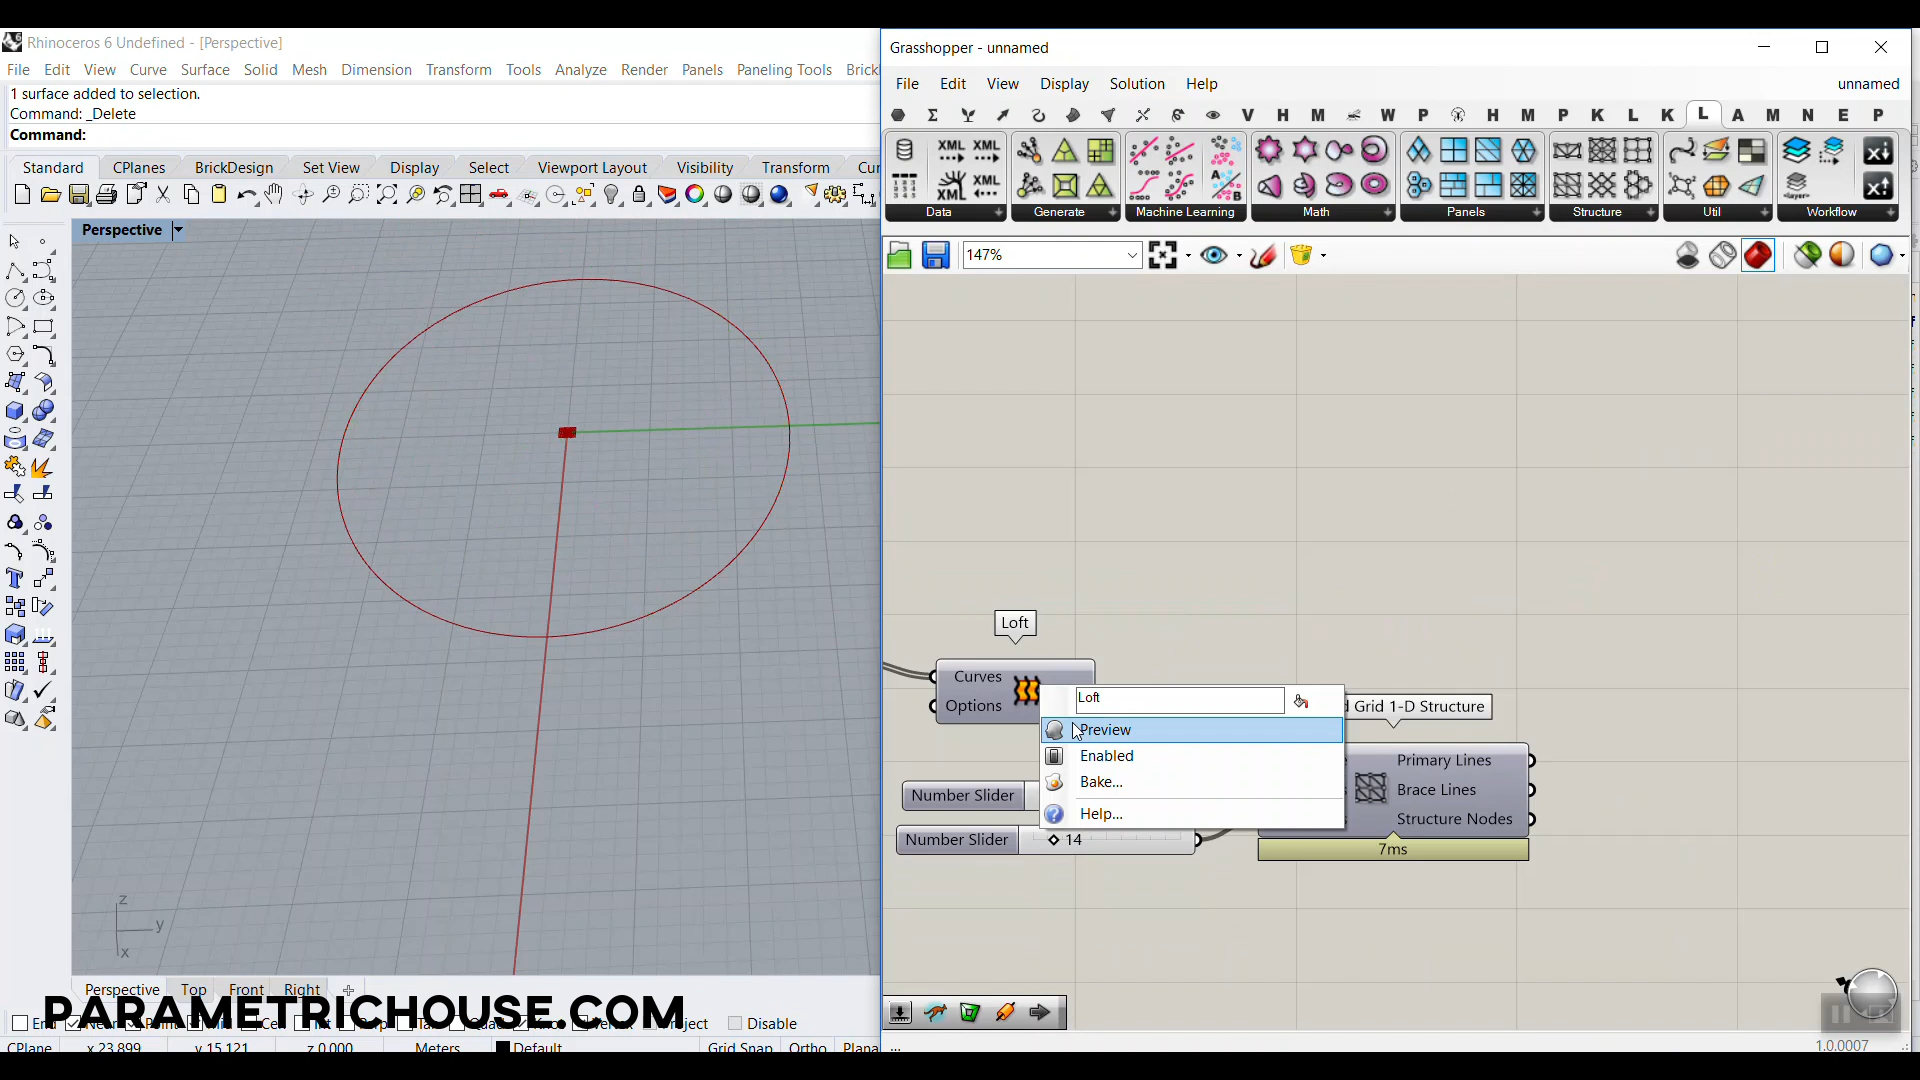 Rhinoceros 6 Undefined - [Perspective]
File Edit View Curve Surface Solid Mesh Dimension Transform Tools Analyze Render Panels Paneling Tools
1 surface added to selection.
Command: _Delete
Command:
Standard CPlanes BrickDesign Set View Display Select Viewport Layout Visibility Transform
Perspective
z
y
x
Perspective Top Front Right
PARAMETRICHOUSE.COM
Disable
CPlane x 23.899 y 15.121 z 0.000 Meters Default Grid Snap Ortho
Grasshopper - unnamed
File Edit View Display Solution Help unnamed
V H M W P H M P K L K L A M N E P
XML XML
XML XML
A/B
Data Generate Machine Learning Math Panels Structure Util Workflow
147%
Loft
Curves
Options
Loft
Preview
Enabled
Bake...
Help...
Grid 1-D Structure
Primary Lines
Brace Lines
Structure Nodes
7ms
Number Slider
Number Slider 14
...
1.0.0007